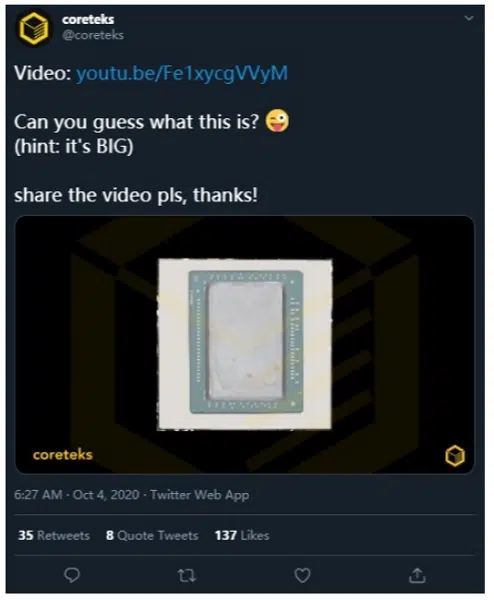 coreteks
@coreteks
Video: youtu.be/Fe1xycgVVyM
Can you guess what this is? 😜
(hint: it's BIG)
share the video pls, thanks!
coreteks
6:27 AM · Oct 4, 2020 · Twitter Web App
35 Retweets 8 Quote Tweets 137 Likes